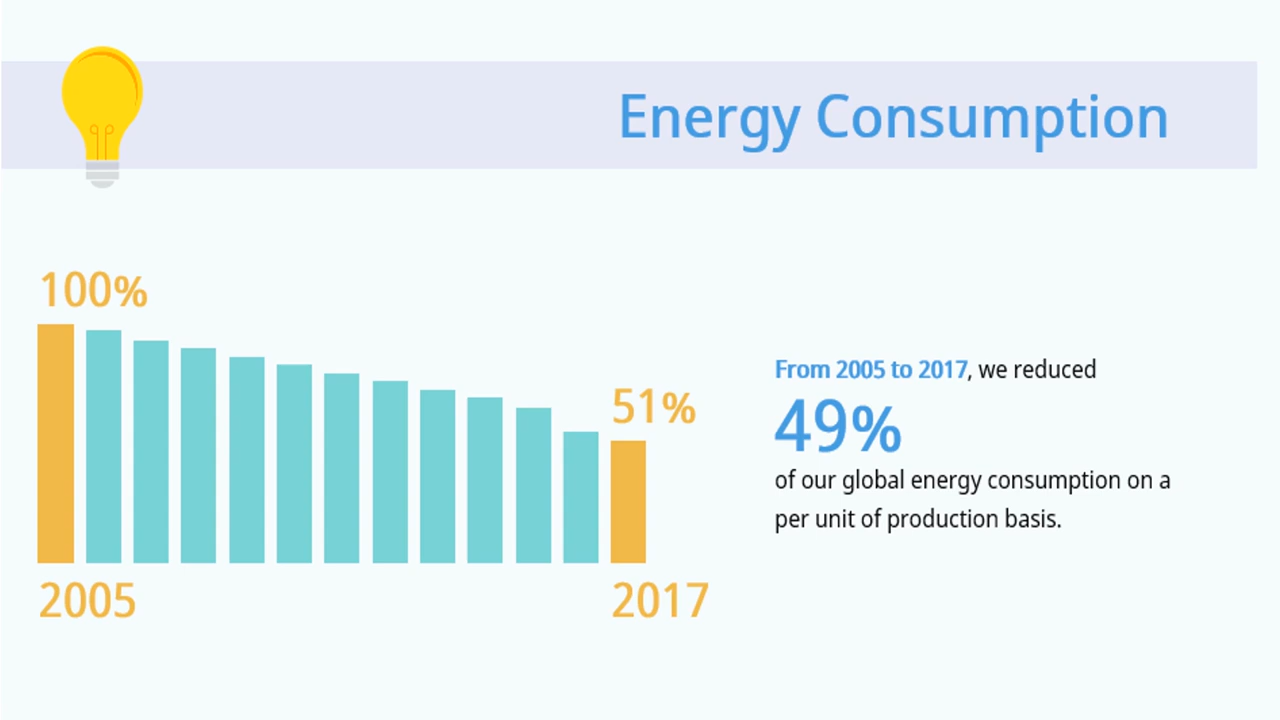 Energy Consumption
100%
51%
2005
2017
From 2005 to 2017, we reduced
49%
of our global energy consumption on a
per unit of production basis.